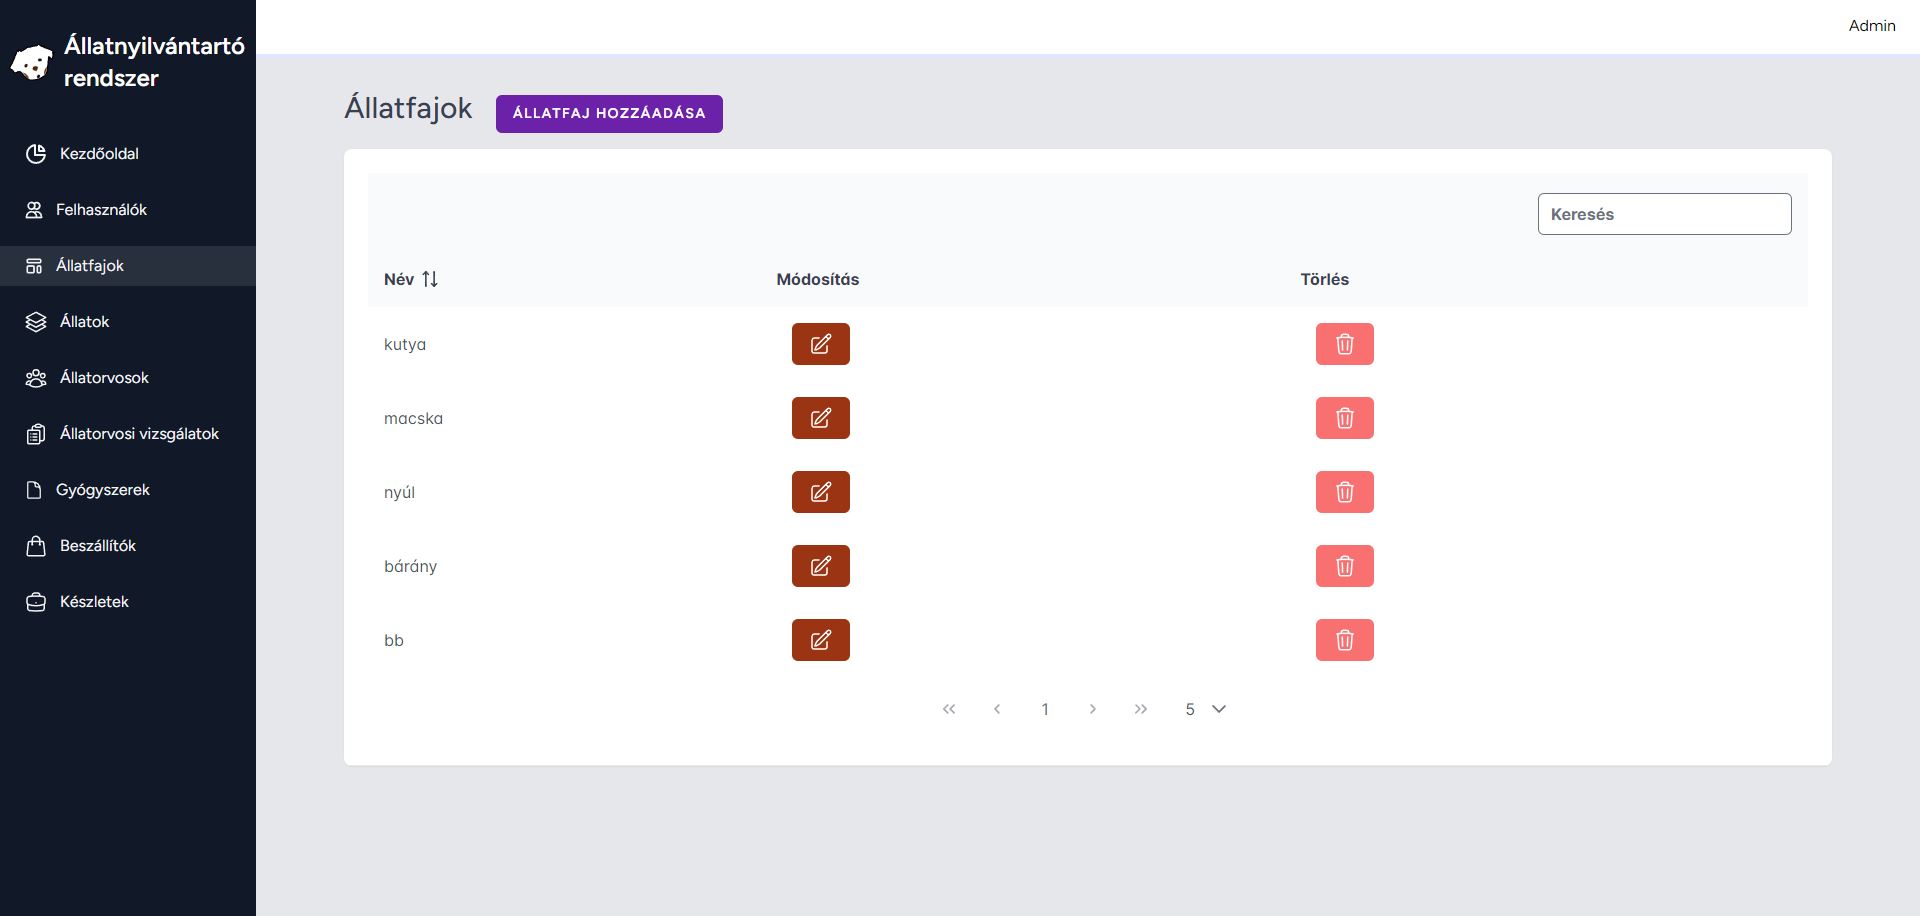 Állatnyilvántartó
rendszer
Admin
Kezdőoldal
Felhasználók
Állatfajok
Állatok
Állatorvosok
Állatorvosi vizsgálatok
Gyógyszerek
Beszállítók
Készletek
Állatfajok ÁLLATFAJ HOZZÁADÁSA
Keresés
Név Módosítás Törlés
kutya
macska
nyúl
bárány
bb
1 5